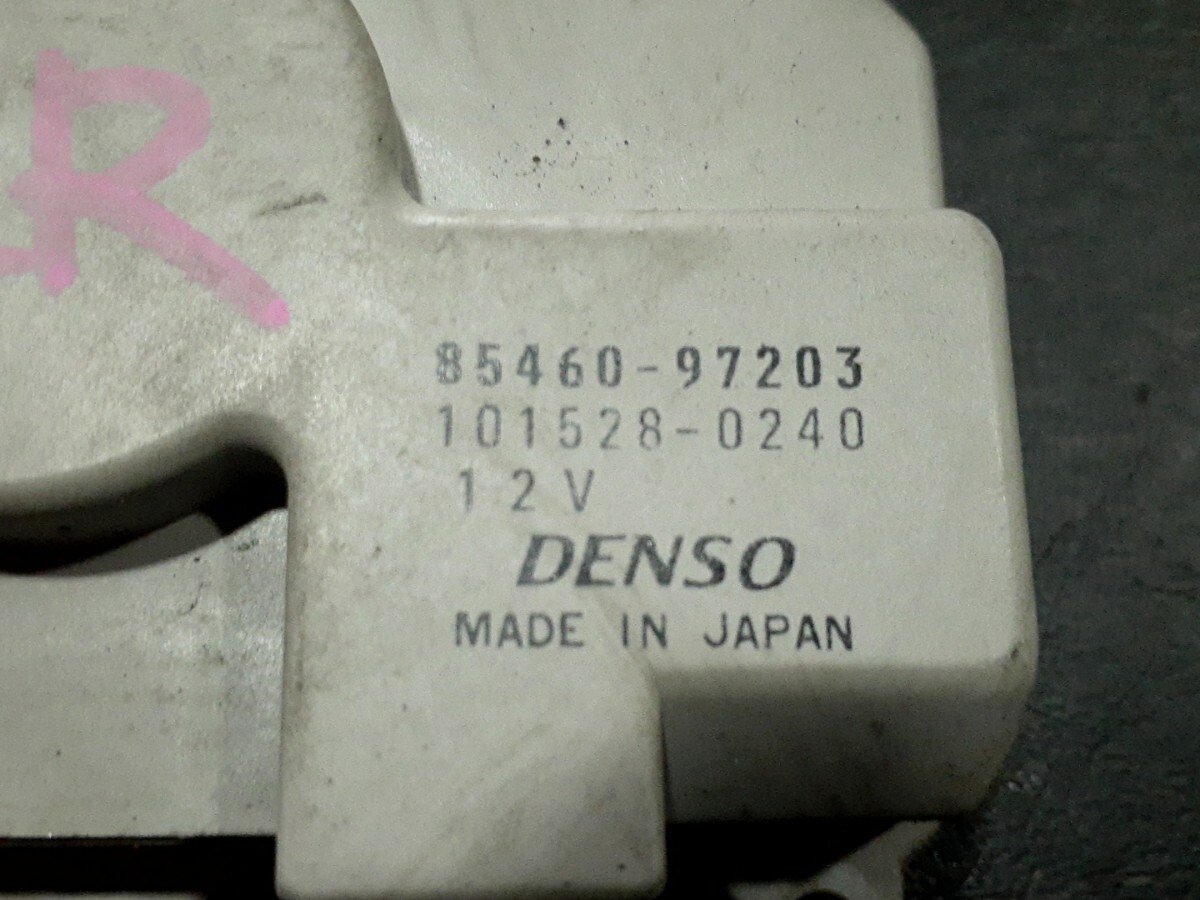 R
85460-97203
101528-0240
12V
DENSO
MADE IN JAPAN